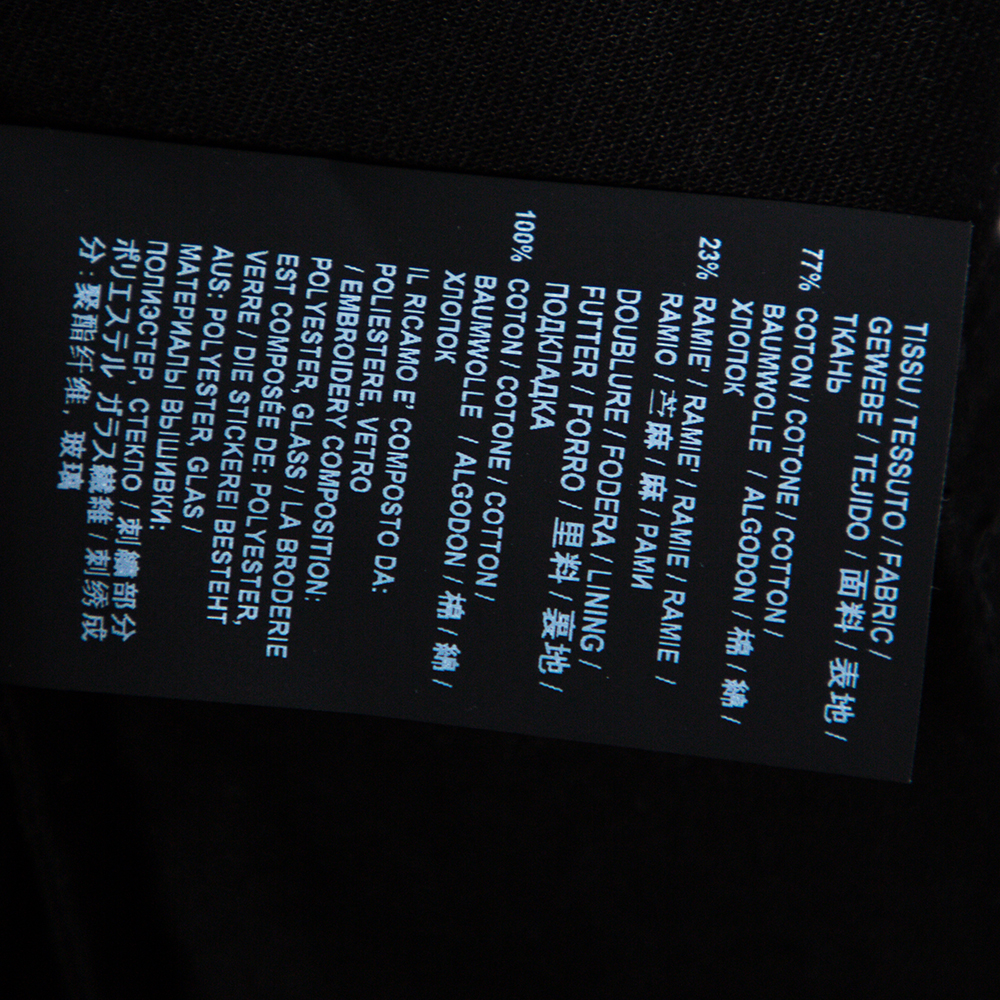 TISSU / TESSUTO / FABRIC /
GEWEBE / TEJIDO / 面料 / 表地 /
ТКАНЬ
77% COTON / COTONE / COTTON /
BAUMWOLLE / ALGODON / 棉 / 綿 /
ХЛОПОК
23% RAMIE' / RAMIE' / RAMIE / RAMIE /
RAMIO / 苎麻 / 麻 / РАМИ
DOUBLURE / FODERA / LINING /
FUTTER / FORRO / 里料 / 裏地 /
ПОДКЛАДКА
100% COTON / COTONE / COTTON /
BAUMWOLLE / ALGODON / 棉 / 綿 /
ХЛОПОК
IL RICAMO E' COMPOSTO DA:
POLIESTERE, VETRO
/ EMBROIDERY COMPOSITION:
POLYESTER, GLASS / LA BRODERIE
EST COMPOSÉE DE: POLYESTER,
VERRE / DIE STICKEREI BESTEHT
AUS: POLYESTER, GLAS /
МАТЕРИАЛЫ ВЫШИВКИ:
ПОЛИЭСТЕР, СТЕКЛО / 刺繍部分
ポリエステル ガラス繊維 / 刺绣成
分: 聚酯纤维, 玻璃